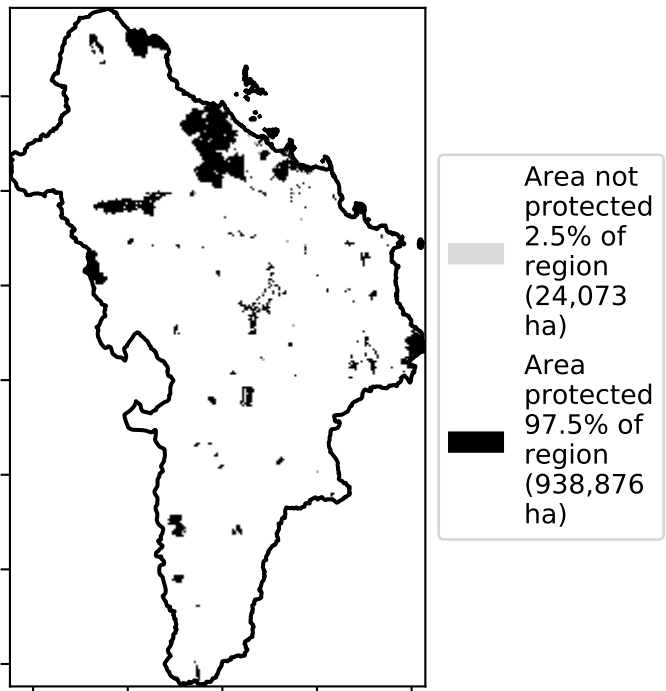 Area not
protected
2.5% of
region
(24,073
ha)
Area
protected
97.5% of
region
(938,876
ha)